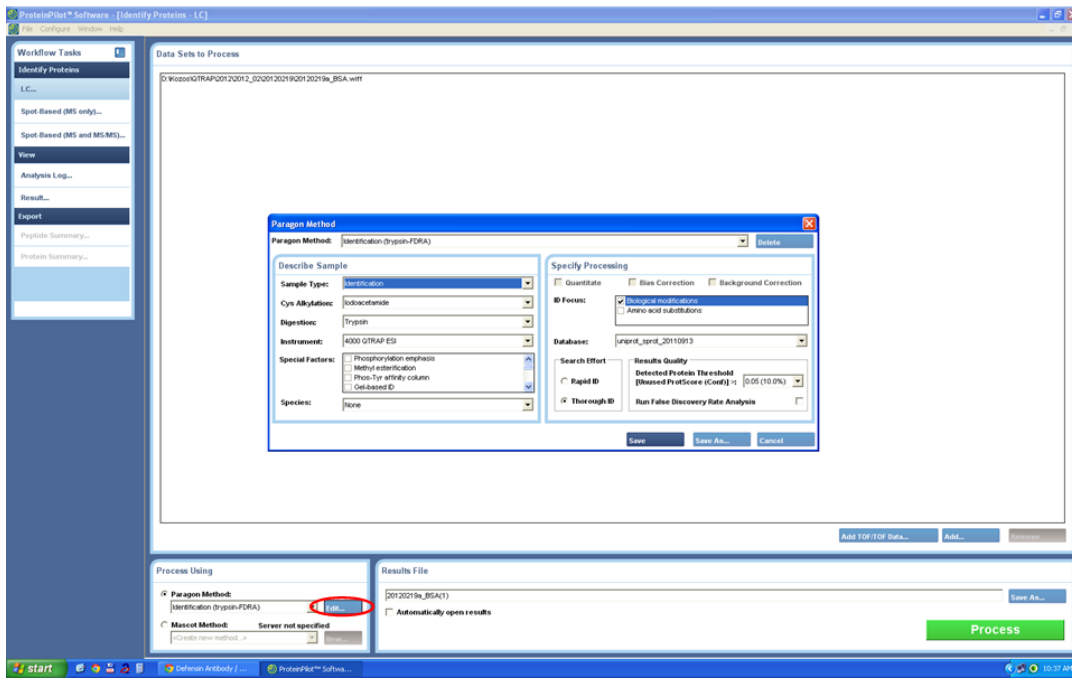 ProteinPilot™ Software - [Identify Proteins - LC]
File Configure Window Help
Workflow Tasks
Identify Proteins
LC...
Spot-Based (MS only)...
Spot-Based (MS and MS/MS)...
View
Analysis Log...
Result...
Export
Peptide Summary...
Protein Summary...
Data Sets to Process
D:\Kozos\QTRAP\2012\2012_02\20120219\20120219a_BSA.wiff
Paragon Method
Paragon Method: Identification (trypsin-FDRA) Delete
Describe Sample
Sample Type: Identification
Cys Alkylation: Iodoacetamide
Digestion: Trypsin
Instrument: 4000 QTRAP ESI
Special Factors: Phosphorylation emphasis
Methyl esterification
Phos-Tyr affinity column
Gel-based ID
Species: None
Specify Processing
Quantitate Bias Correction Background Correction
ID Focus: Biological modifications
Amino acid substitutions
Database: uniprot_sprot_20110913
Search Effort
Rapid ID
Thorough ID
Results Quality
Detected Protein Threshold
[Unused ProtScore (Conf)] >: 0.05 (10.0%)
Run False Discovery Rate Analysis
Save Save As... Cancel
Add TOF/TOF Data... Add... Remove
Process Using
Paragon Method:
Identification (trypsin-FDRA) Edit...
Mascot Method: Server not specified
<Create new method...> New...
Results File
20120219a_BSA(1) Save As...
Automatically open results
Process
start Defensin Antibody / ... ProteinPilot™ Softwa... 10:37 AM